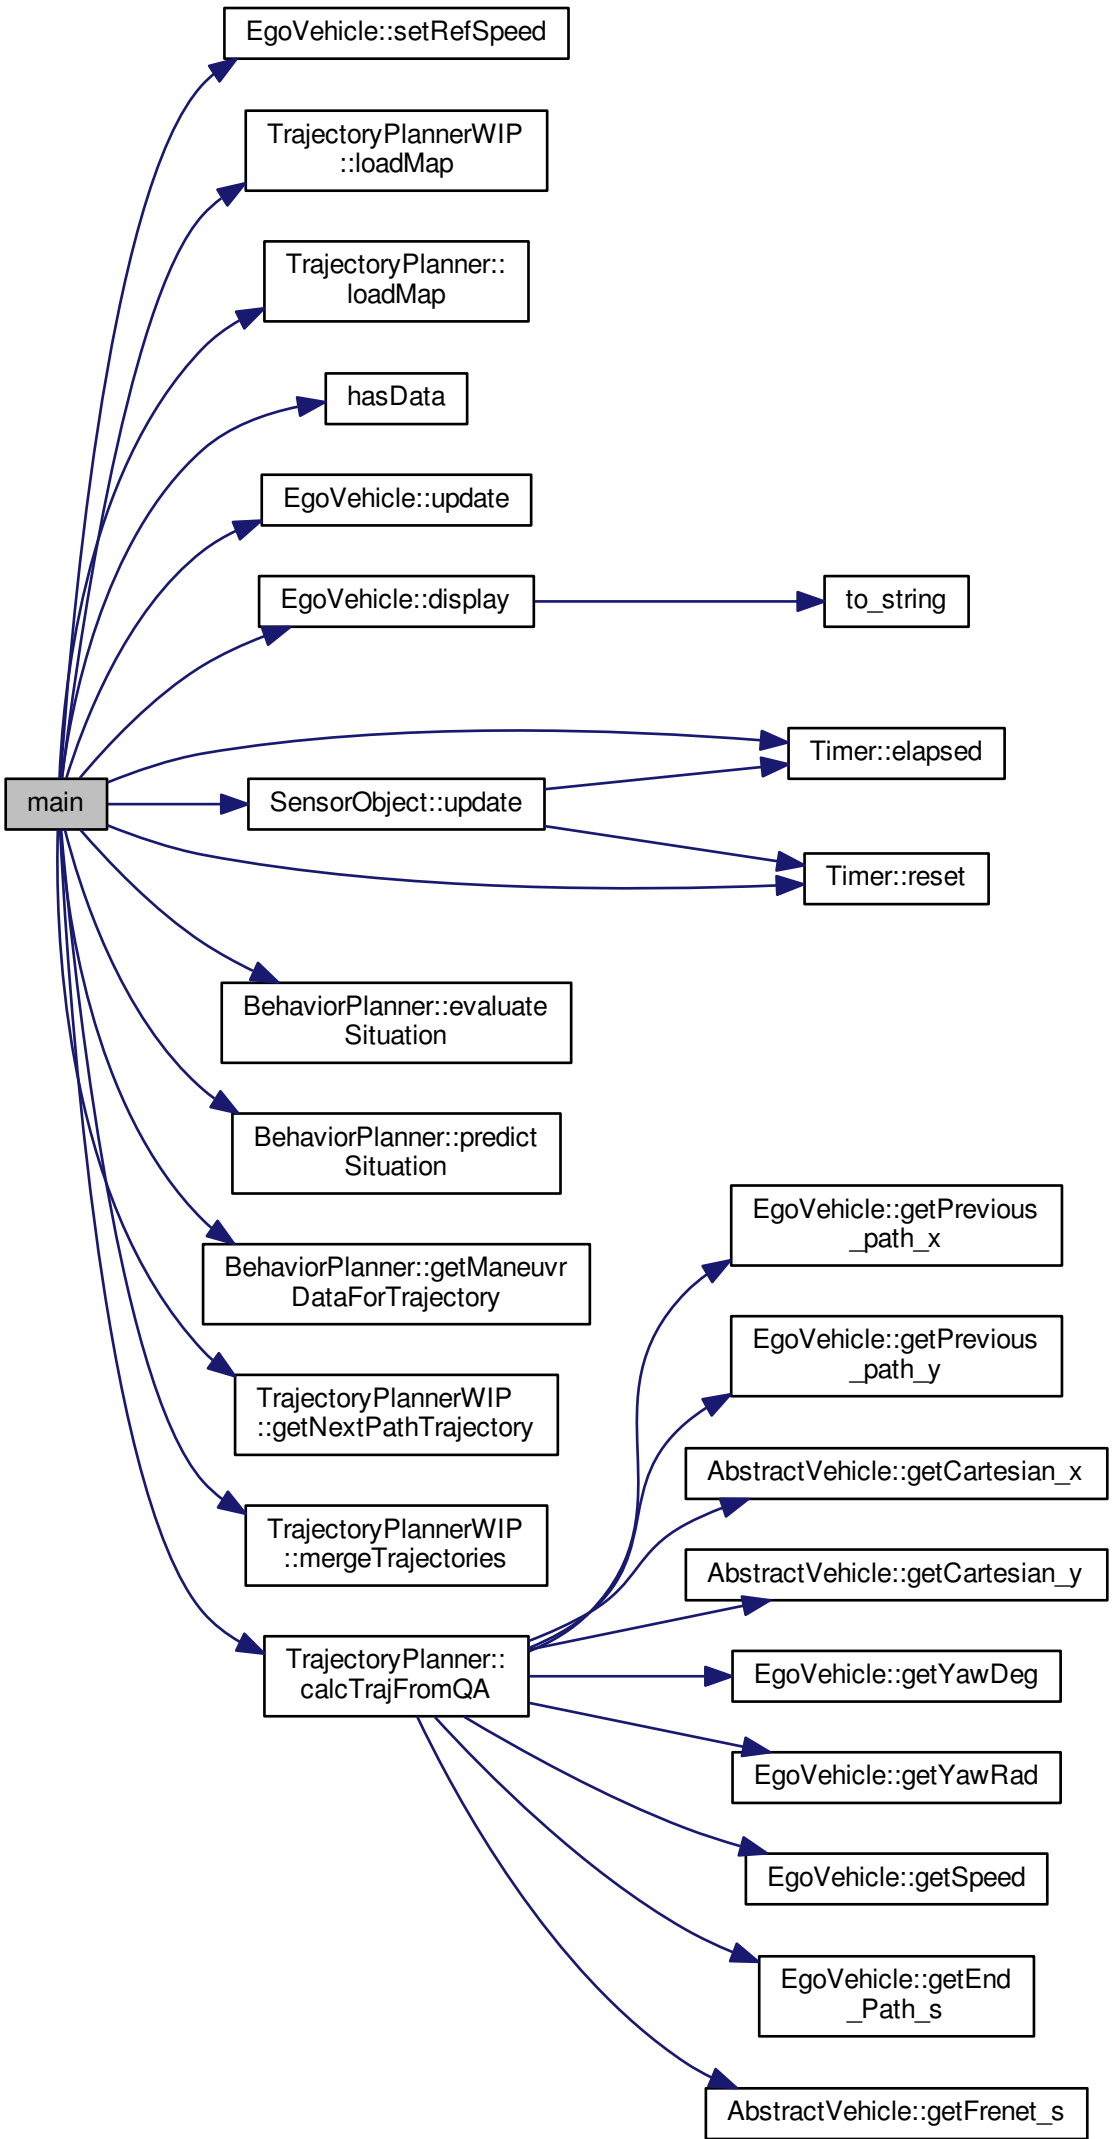 EgoVehicle::setRefSpeed
TrajectoryPlannerWIP
::loadMap
TrajectoryPlanner::
loadMap
hasData
EgoVehicle::update
EgoVehicle::display
to_string
Timer::elapsed
main
SensorObject::update
Timer::reset
BehaviorPlanner::evaluate
Situation
BehaviorPlanner::predict
Situation
BehaviorPlanner::getManeuvr
DataForTrajectory
TrajectoryPlannerWIP
::getNextPathTrajectory
TrajectoryPlannerWIP
::mergeTrajectories
TrajectoryPlanner::
calcTrajFromQA
EgoVehicle::getPrevious
_path_x
EgoVehicle::getPrevious
_path_y
AbstractVehicle::getCartesian_x
AbstractVehicle::getCartesian_y
EgoVehicle::getYawDeg
EgoVehicle::getYawRad
EgoVehicle::getSpeed
EgoVehicle::getEnd
_Path_s
AbstractVehicle::getFrenet_s